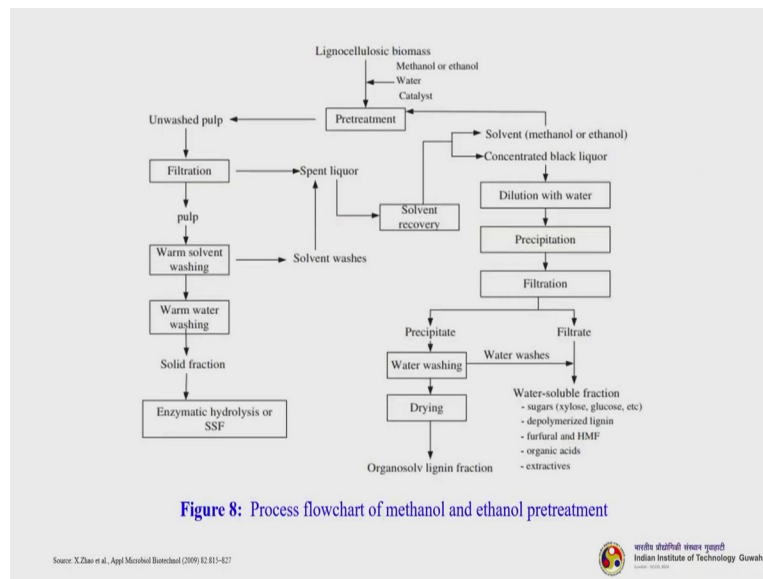 Lignocellulosic biomass
Methanol or ethanol
Water
Catalyst
Unwashed pulp
Pretreatment
Solvent (methanol or ethanol)
Concentrated black liquor
Filtration
Spent liquor
Dilution with water
pulp
Solvent
recovery
Precipitation
Warm solvent
washing
Solvent washes
Filtration
Warm water
washing
Precipitate
Filtrate
Solid fraction
Water washing
Water washes
Water-soluble fraction
- sugars (xylose, glucose, etc)
- depolymerized lignin
- furfural and HMF
- organic acids
- extractives
Enzymatic hydrolysis or
SSF
Drying
Organosolv lignin fraction
Figure 8: Process flowchart of methanol and ethanol pretreatment
Source: X.Zhao et al., Appl Microbiol Biotechnol (2009) 82:815–827
भारतीय प्रौद्योगिकी संस्थान गुवाहाटी
Indian Institute of Technology Guwah